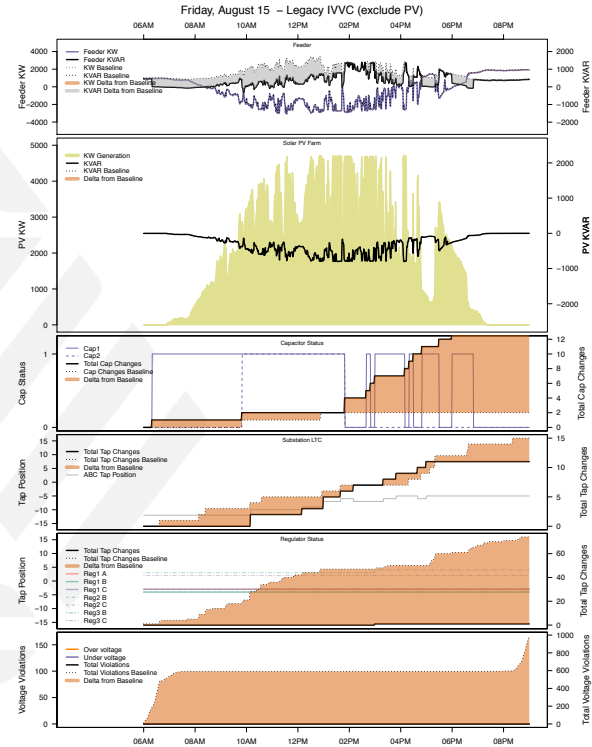 Friday, August 15 – Legacy IVVC (exclude PV)
06AM 08AM 10AM 12PM 02PM 04PM 06PM 08PM
Feeder
Feeder KW
4000
2000
0
−2000
−4000
Feeder KW
Feeder KVAR
KW Baseline
KVAR Baseline
KW Delta from Baseline
KVAR Delta from Baseline
2000
1000
0
−1000
−2000
Feeder KVAR
Solar PV Farm
PV KW
5000
4000
3000
2000
1000
0
KW Generation
KVAR
KVAR Baseline
Delta from Baseline
2000
1000
0
−1000
−2000
PV KVAR
Capacitor Status
Cap Status
1
0
Cap1
Cap2
Total Cap Changes
Cap Changes Baseline
Delta from Baseline
12
10
8
6
4
2
0
Total Cap Changes
Substation LTC
Tap Position
15
10
5
0
−5
−10
−15
Total Tap Changes
Total Tap Changes Baseline
Delta from Baseline
ABC Tap Position
15
10
5
0
Total Tap Changes
Regulator Status
Tap Position
15
10
5
0
−5
−10
−15
Total Tap Changes
Total Tap Changes Baseline
Delta from Baseline
Reg1 A
Reg1 B
Reg1 C
Reg2 B
Reg2 C
Reg3 B
Reg3 C
60
40
20
0
Total Tap Changes
Voltage Violations
150
100
50
0
Over voltage
Under voltage
Total Violations
Total Violations Baseline
Delta from Baseline
1000
800
600
400
200
0
Total Voltage Violations
06AM 08AM 10AM 12PM 02PM 04PM 06PM 08PM